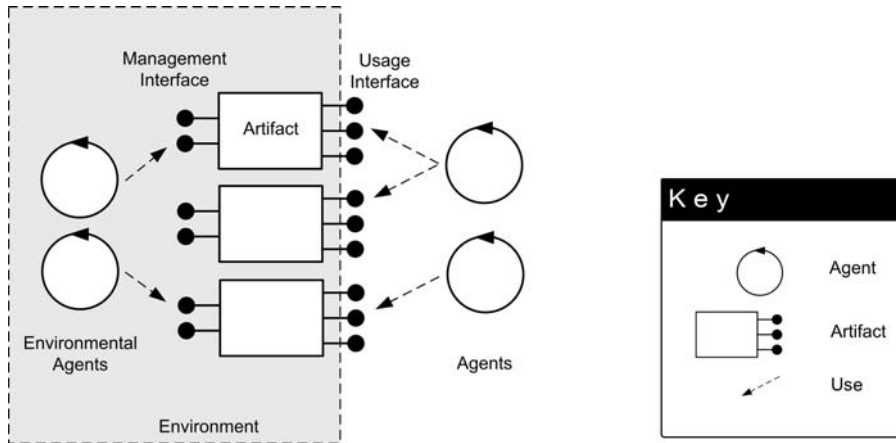 Management
Interface
Usage
Interface
Artifact
Environmental
Agents
Agents
Environment
Key
Agent
Artifact
Use